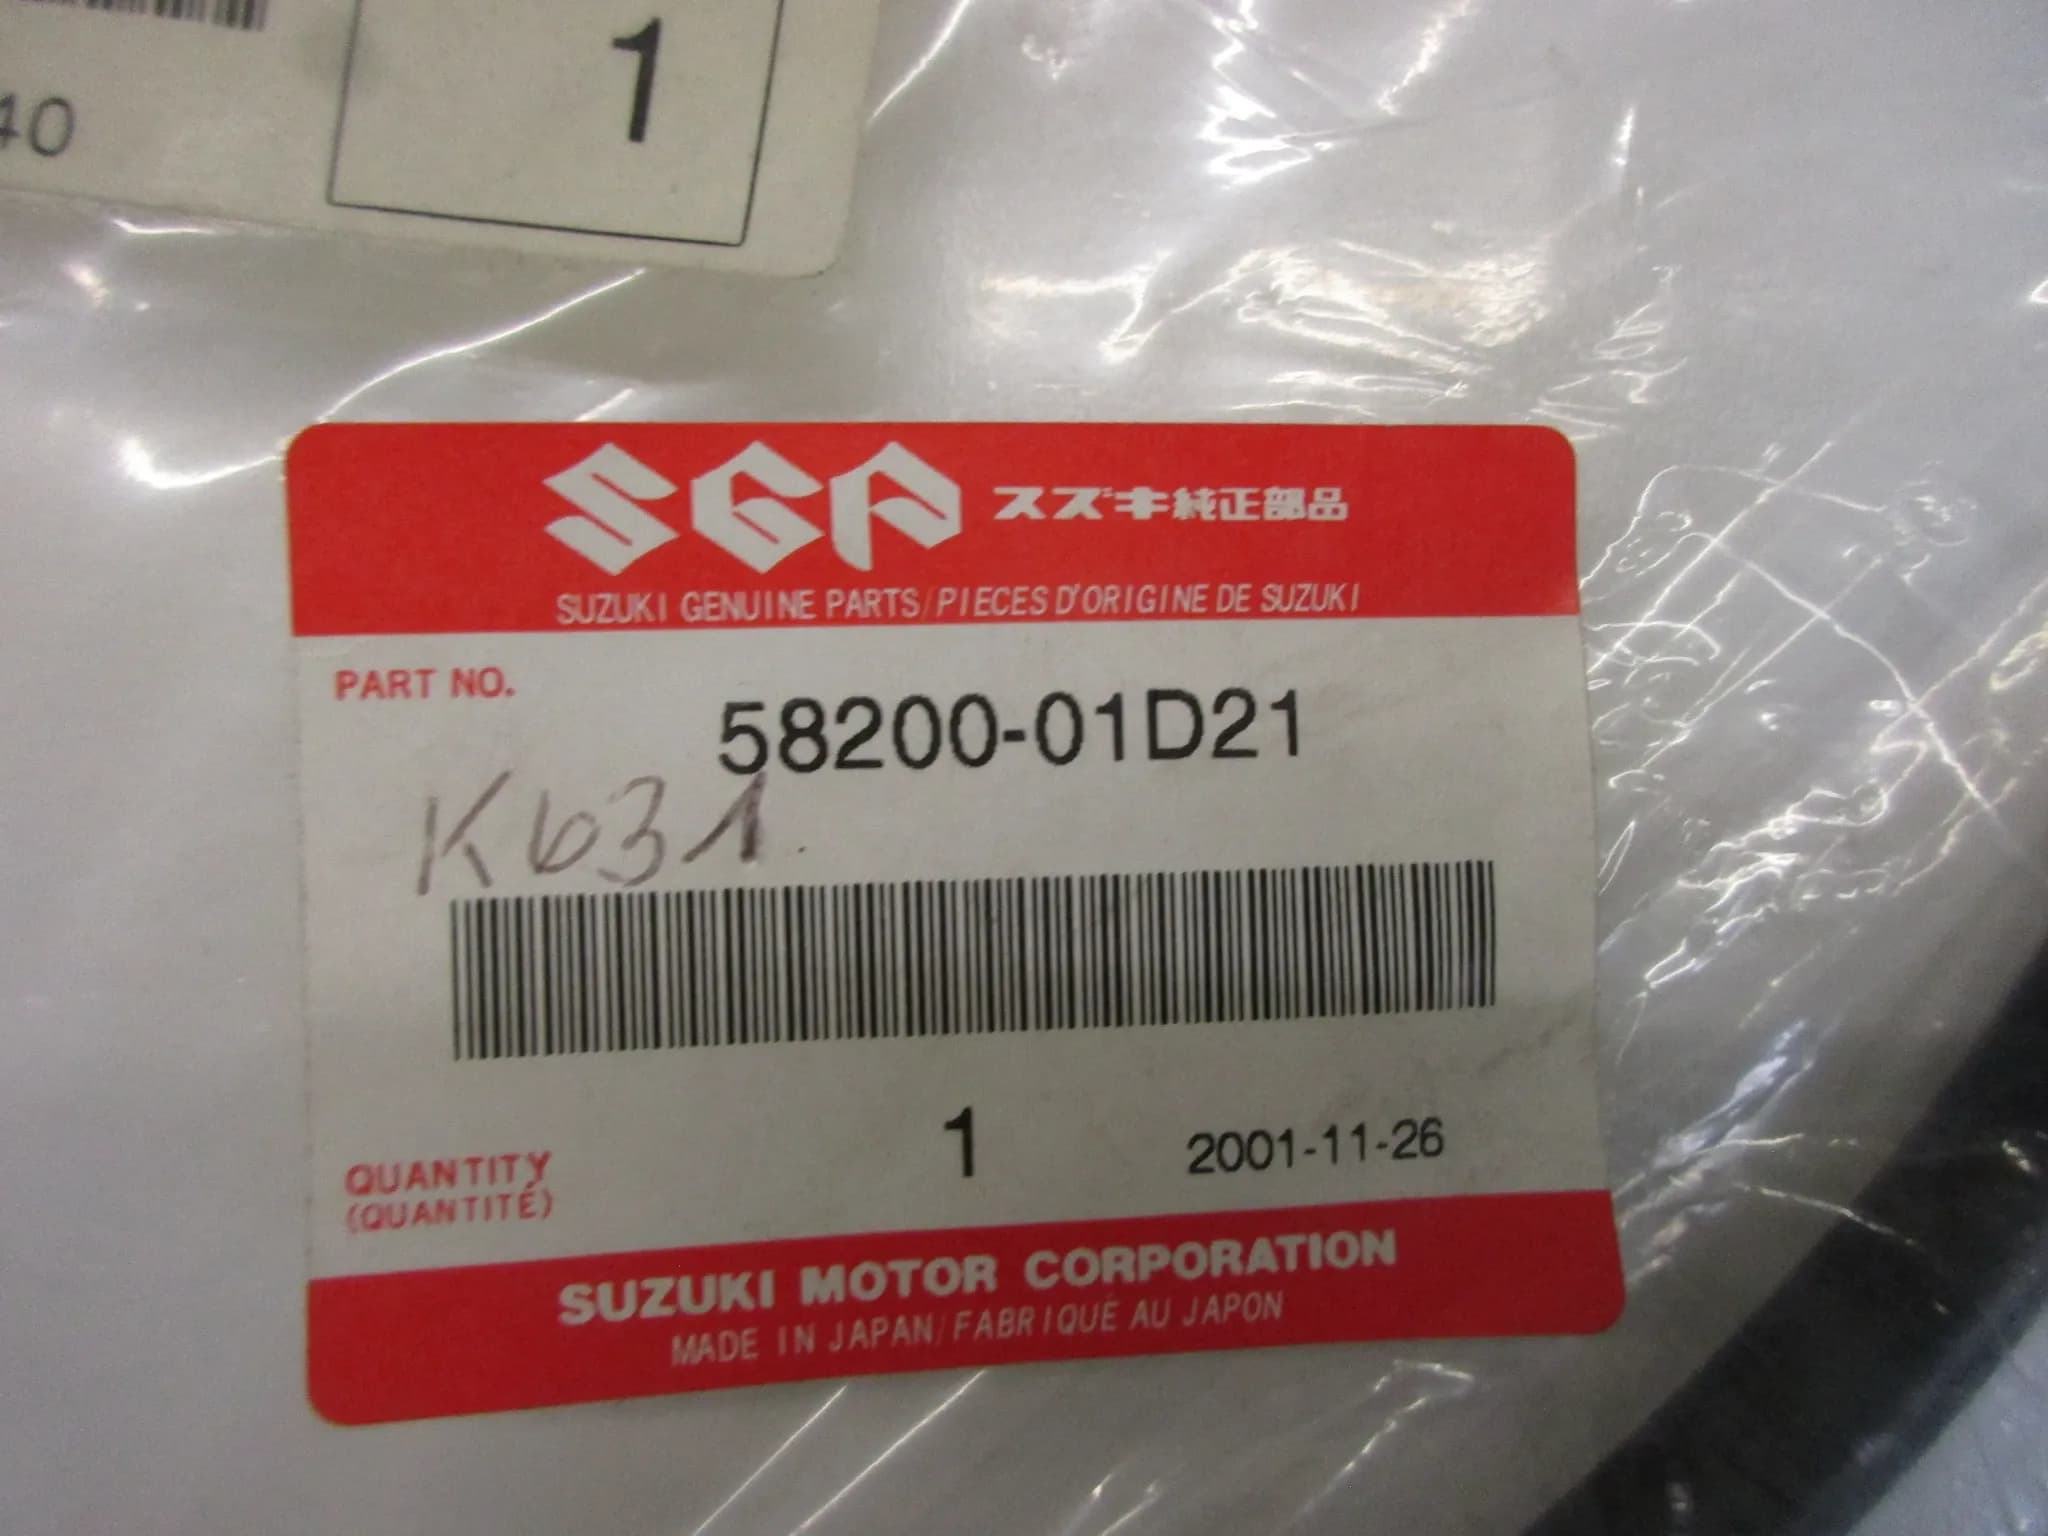 1
40
SGP スズキ純正部品
SUZUKI GENUINE PARTS/PIECES D'ORIGINE DE SUZUKI
PART NO.
58200-01D21
K631.
1
2001-11-26
QUANTITY
(QUANTITÉ)
SUZUKI MOTOR CORPORATION
MADE IN JAPAN/FABRIQUÉ AU JAPON